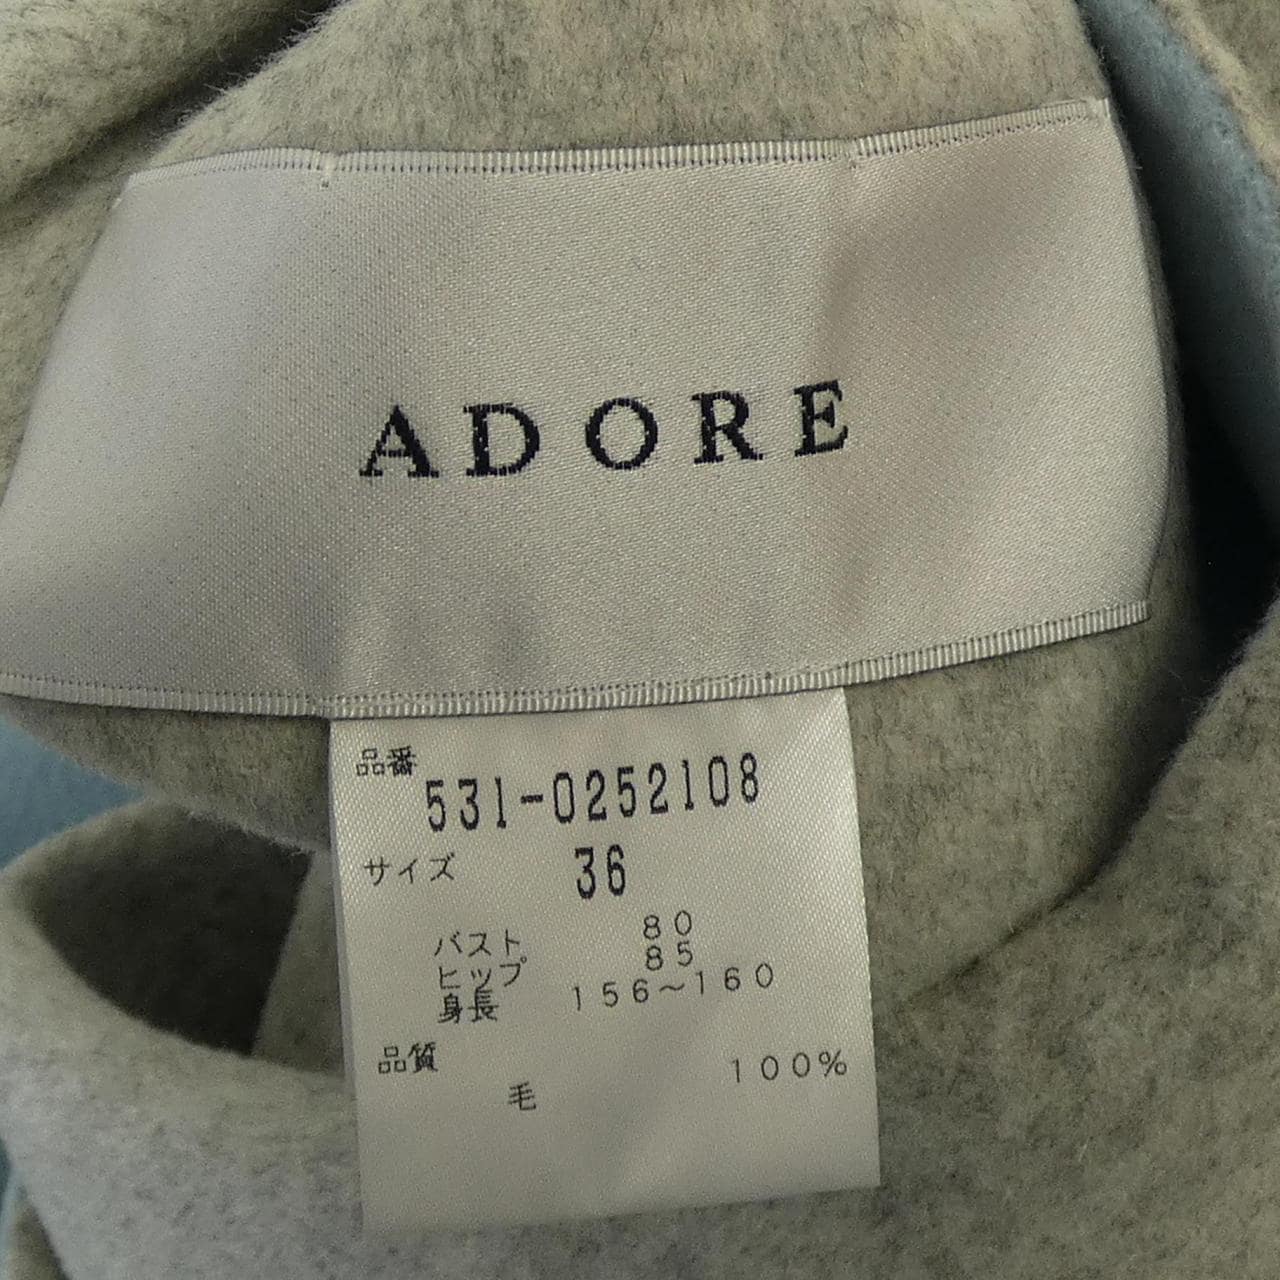 ADORE
品番
531-0252108
サイズ 36
バスト 80
ヒップ 85
身長 156~160
品質
毛 100%